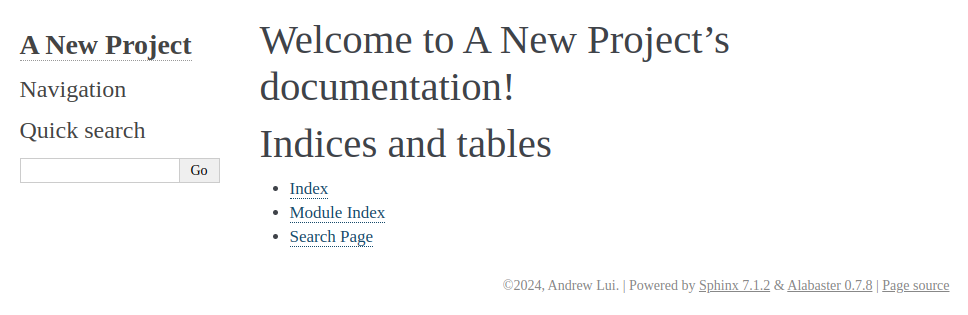 A New Project
Navigation
Quick search
Go
Welcome to A New Project’s
documentation!
Indices and tables
Index
Module Index
Search Page
©2024, Andrew Lui. | Powered by Sphinx 7.1.2 & Alabaster 0.7.8 | Page source